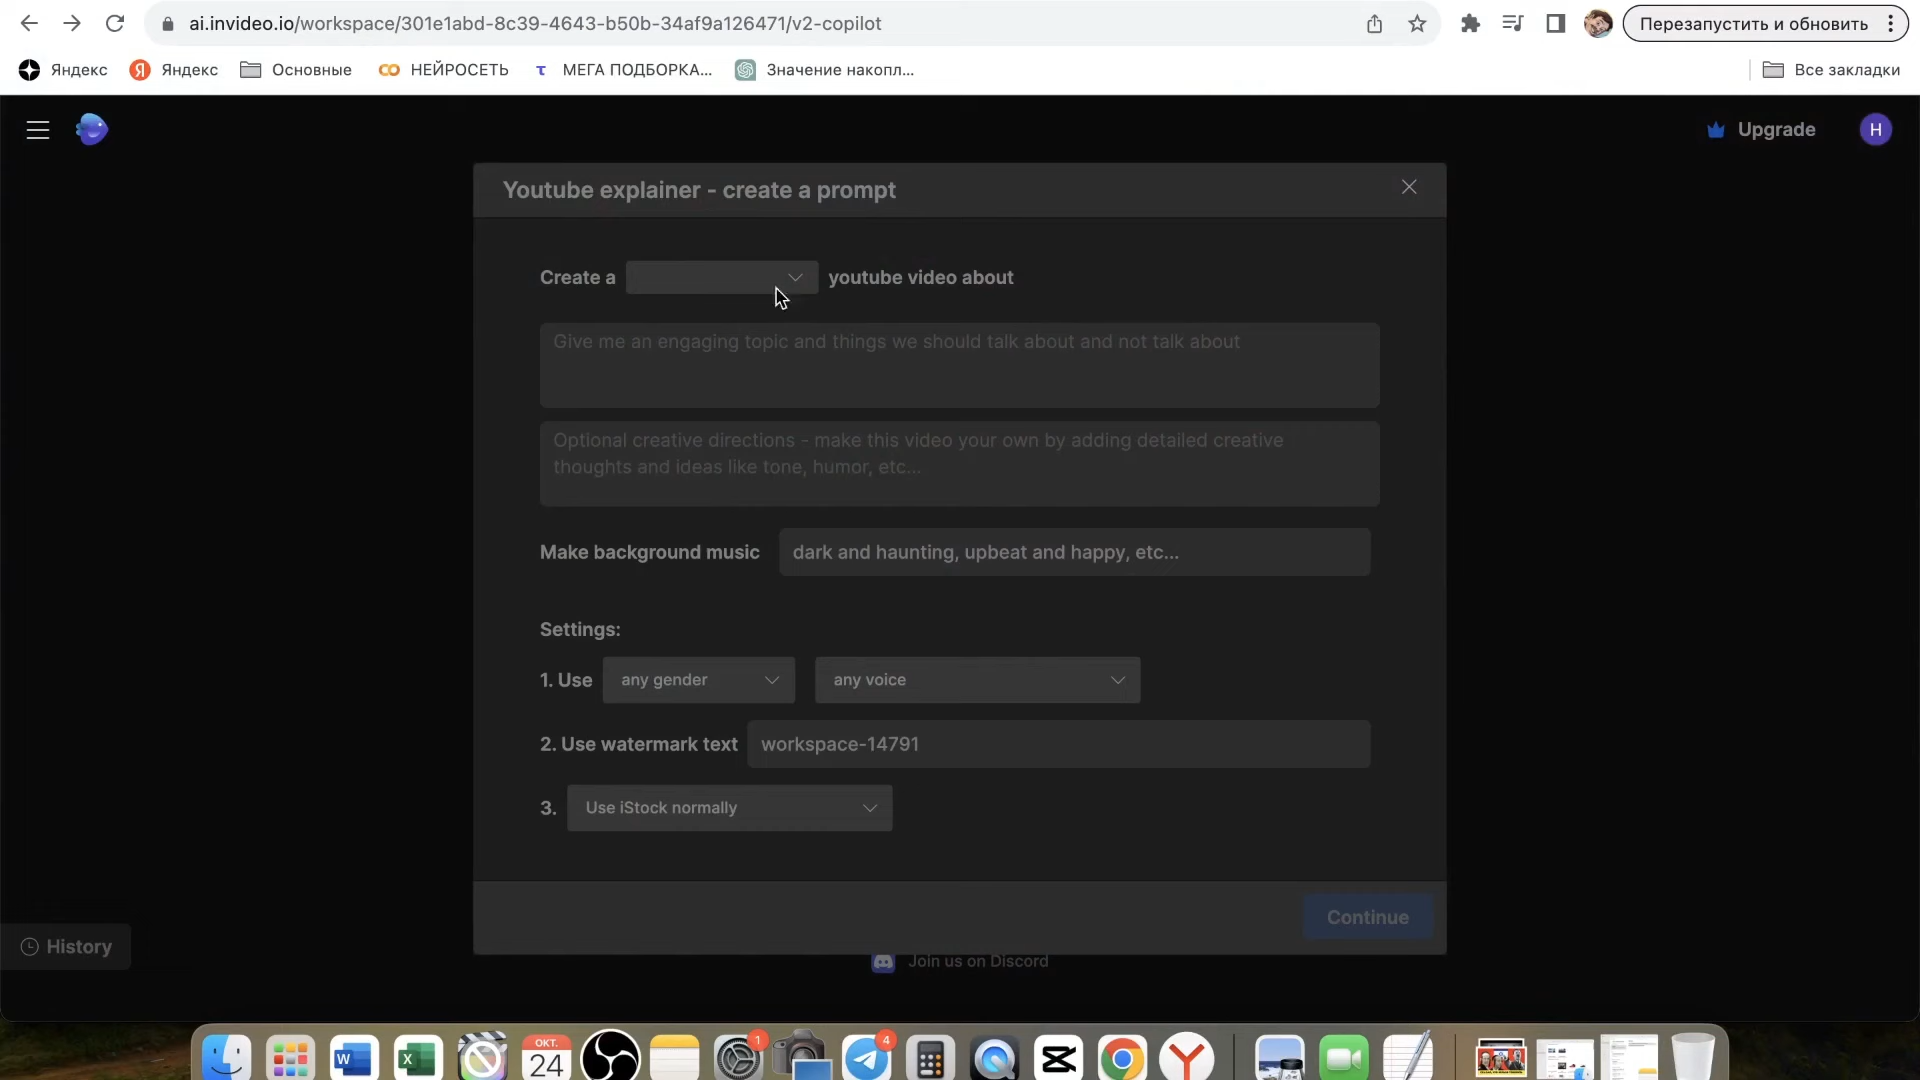 ai.invideo.io/workspace/301e1abd-8c39-4643-b50b-34af9a126471/v2-copilot
Перезапустить и обновить
Яндекс
Яндекс
Основные
НЕЙРОСЕТЬ
МЕГА ПОДБОРКА...
Значение накопл...
Все закладки
Upgrade
H
Youtube explainer - create a prompt
Create a
youtube video about
Give me an engaging topic and things we should talk about and not talk about
Optional creative directions - make this video your own by adding detailed creative
thoughts and ideas like tone, humor, etc...
Make background music
dark and haunting, upbeat and happy, etc...
Settings:
1. Use
any gender
any voice
2. Use watermark text
workspace-14791
3.
Use iStock normally
Continue
History
Join us on Discord
W
X
ОКТ.
24
1
4